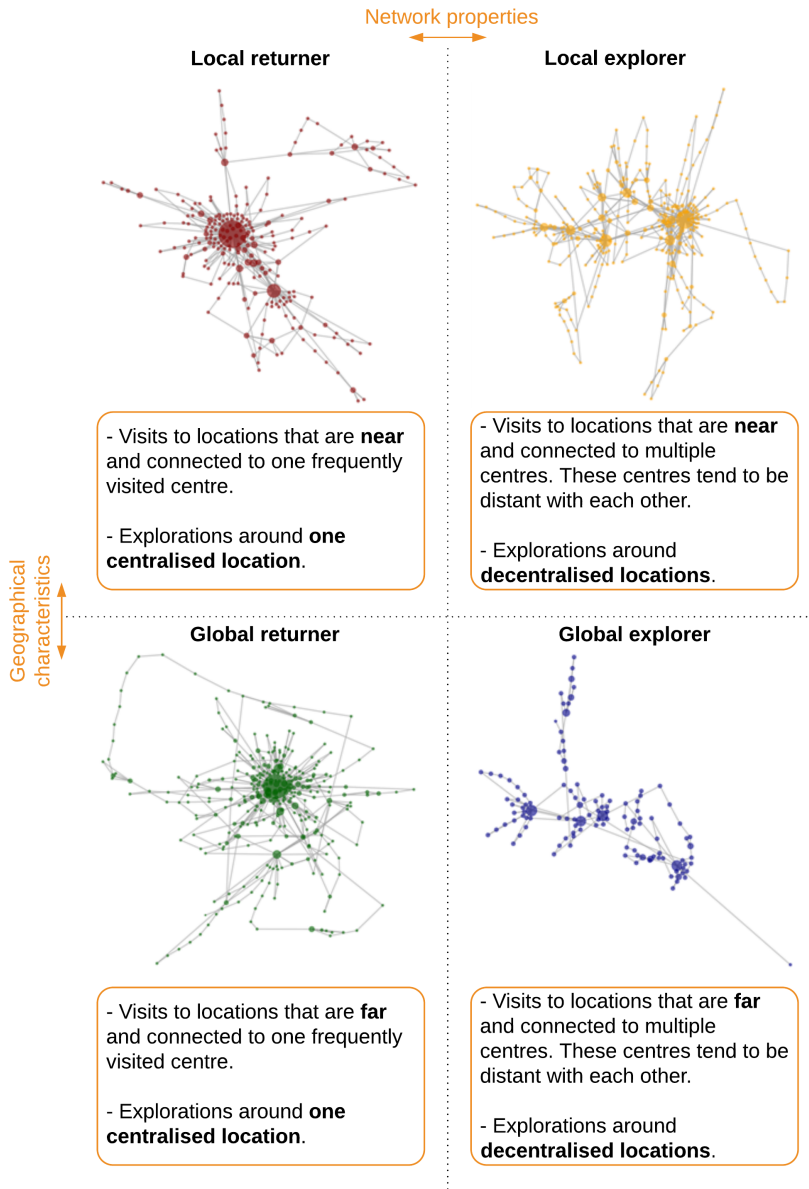 Network properties
Local returner
Local explorer
- Visits to locations that are near
and connected to one frequently
visited centre.
- Explorations around one
centralised location.
- Visits to locations that are near
and connected to multiple
centres. These centres tend to be
distant with each other.
- Explorations around
decentralised locations.
Geographical
characteristics
Global returner
Global explorer
- Visits to locations that are far
and connected to one frequently
visited centre.
- Explorations around one
centralised location.
- Visits to locations that are far
and connected to multiple
centres. These centres tend to be
distant with each other.
- Explorations around
decentralised locations.